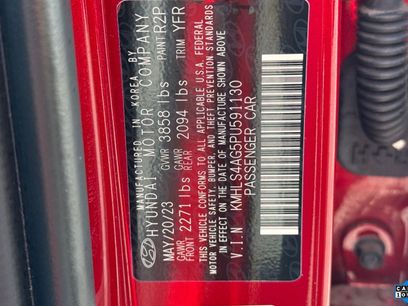 MANUFACTURED IN KOREA BY
HYUNDAI MOTOR COMPANY
MAY/20/23 PAINT R2P TRIM YFR
GVWR 3858 lbs
GAWR FRONT 2271 lbs GAWR REAR 2094 lbs
THIS VEHICLE CONFORMS TO ALL APPLICABLE U.S.A. FEDERAL
MOTOR VEHICLE SAFETY, BUMPER, AND THEFT PREVENTION STANDARDS
IN EFFECT ON THE DATE OF MANUFACTURE SHOWN ABOVE
V.I.N KMHLS4AG5PU591130
PASSENGER CAR